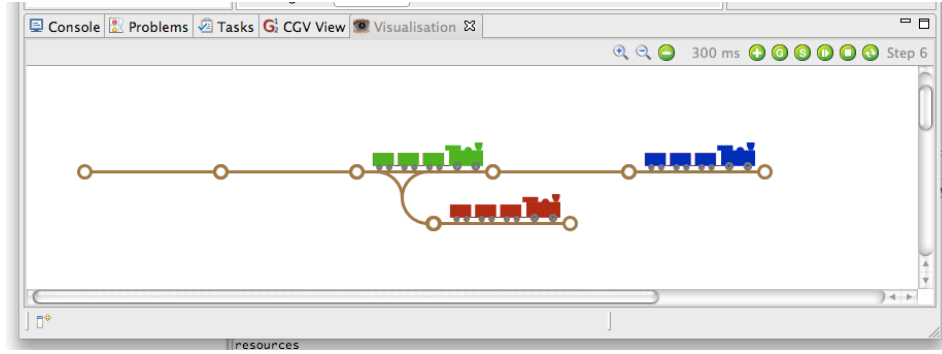 Console Problems Tasks CGV View Visualisation
300 ms G S Step 6
resources